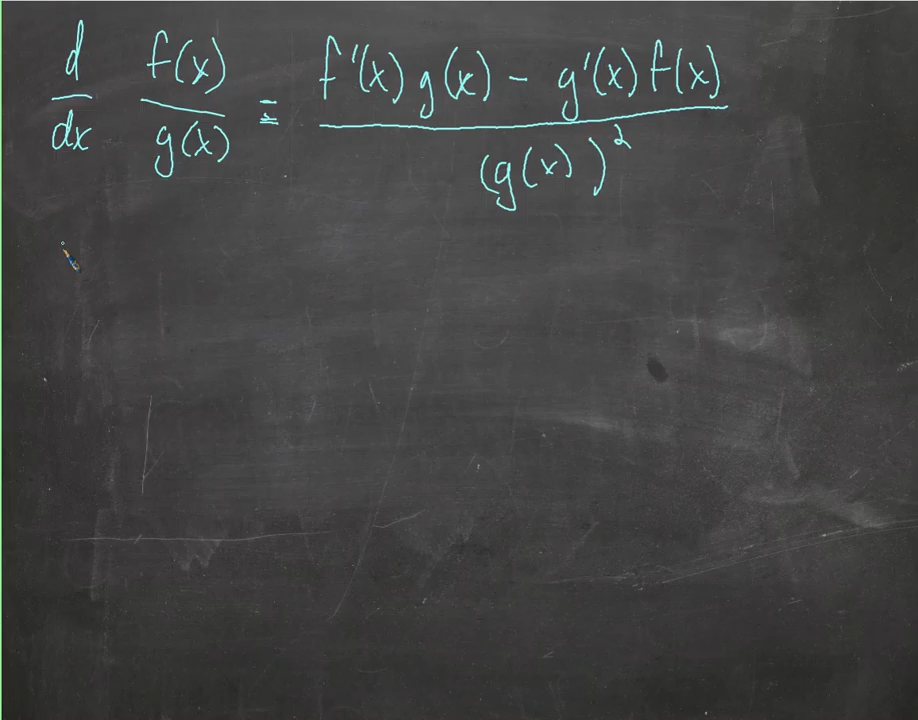 d/dx f(x)/g(x) = (f'(x) g(x) - g'(x) f(x))/(g(x))²